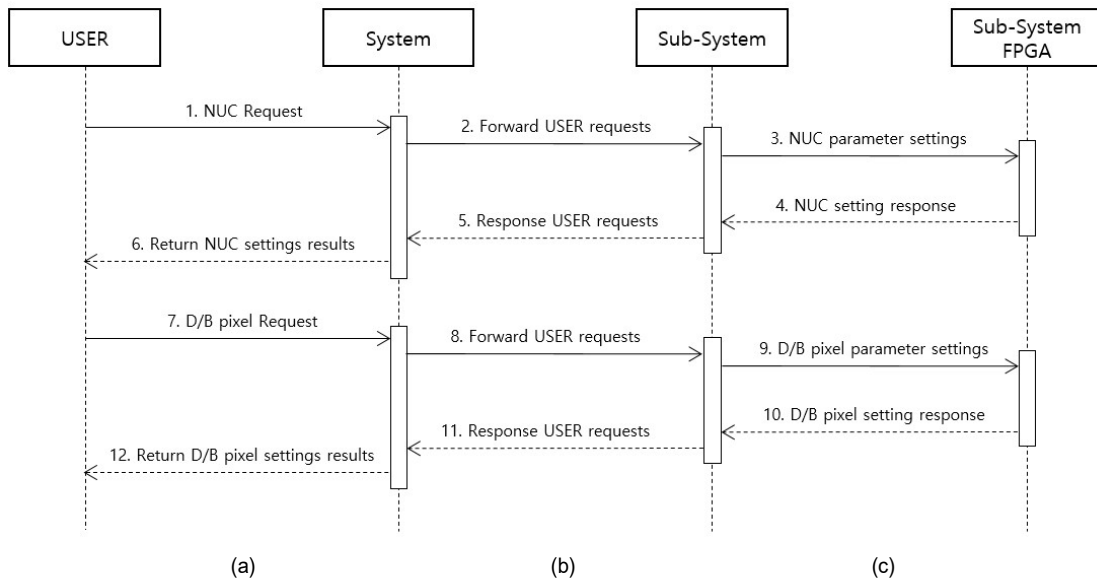 USER
System
Sub-System
Sub-System
FPGA
1. NUC Request
2. Forward USER requests
3. NUC parameter settings
4. NUC setting response
5. Response USER requests
6. Return NUC settings results
7. D/B pixel Request
8. Forward USER requests
9. D/B pixel parameter settings
10. D/B pixel setting response
11. Response USER requests
12. Return D/B pixel settings results
(a)
(b)
(c)